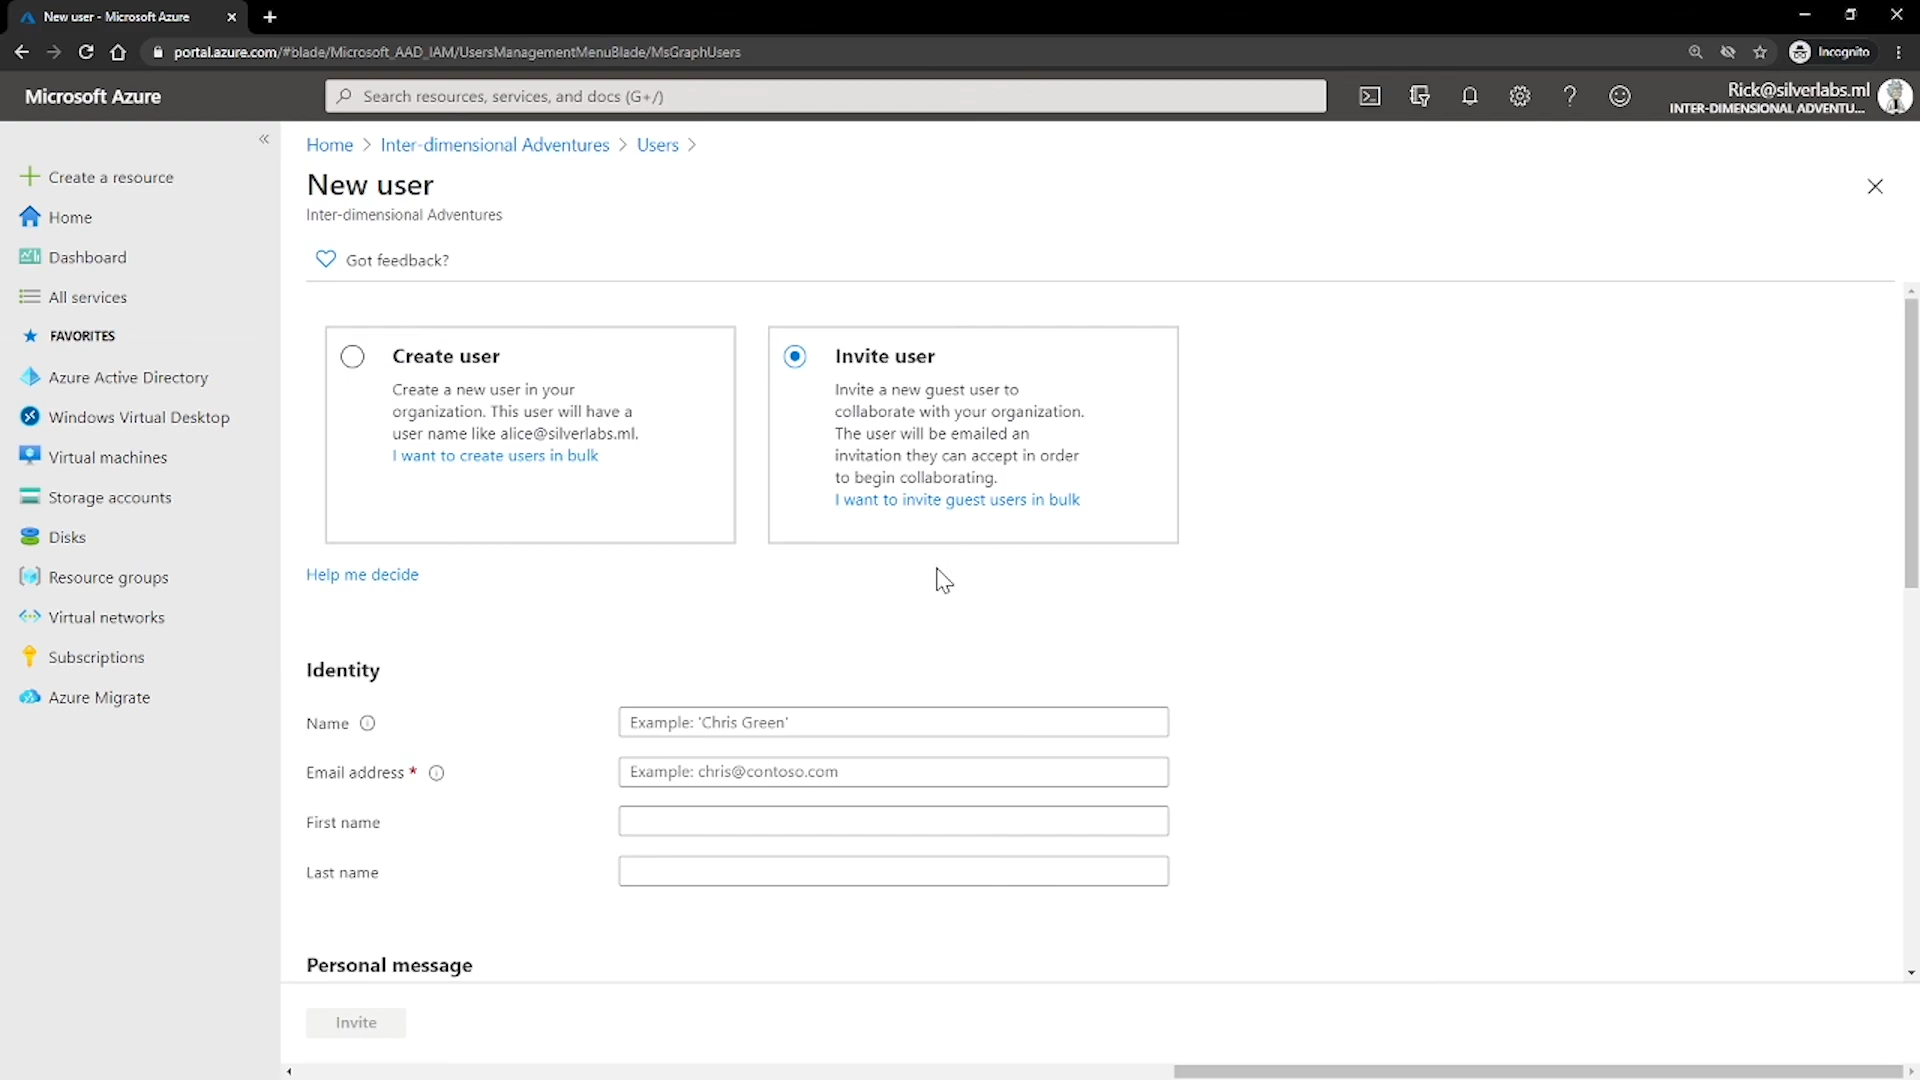 New user - Microsoft Azure
portal.azure.com/#blade/Microsoft_AAD_IAM/UsersManagementMenuBlade/MsGraphUsers
Incognito
Microsoft Azure
Search resources, services, and docs (G+/)
Rick@silverlabs.ml
INTER-DIMENSIONAL ADVENTU...
Create a resource
Home
Dashboard
All services
FAVORITES
Azure Active Directory
Windows Virtual Desktop
Virtual machines
Storage accounts
Disks
Resource groups
Virtual networks
Subscriptions
Azure Migrate
Home > Inter-dimensional Adventures > Users >
New user
Inter-dimensional Adventures
Got feedback?
Create user
Create a new user in your
organization. This user will have a
user name like alice@silverlabs.ml.
I want to create users in bulk
Invite user
Invite a new guest user to
collaborate with your organization.
The user will be emailed an
invitation they can accept in order
to begin collaborating.
I want to invite guest users in bulk
Help me decide
Identity
Name
Example: 'Chris Green'
Email address *
Example: chris@contoso.com
First name
Last name
Personal message
Invite